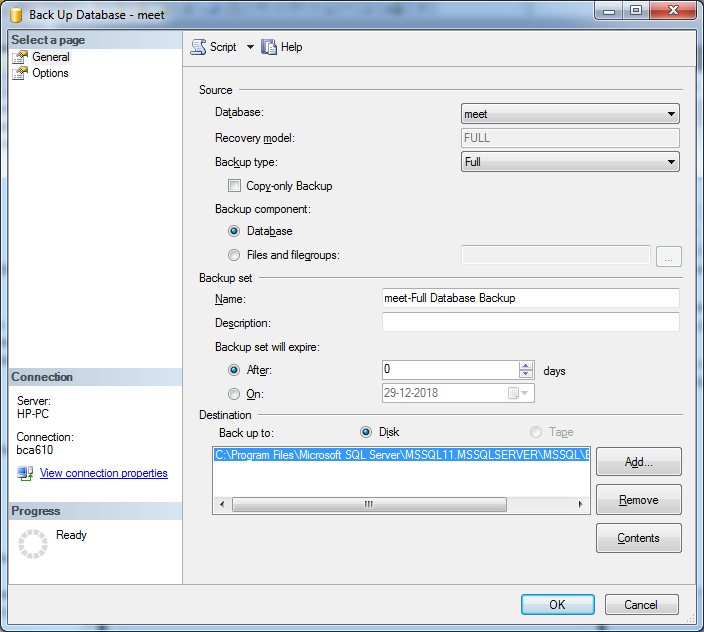 Back Up Database - meet
Select a page
General
Options
Script
Help
Source
Database:
meet
Recovery model:
FULL
Backup type:
Full
Copy-only Backup
Backup component:
Database
Files and filegroups:
...
Backup set
Name:
meet-Full Database Backup
Description:
Backup set will expire:
After:
0
days
On:
29-12-2018
Destination
Back up to:
Disk
Tape
C:\Program Files\Microsoft SQL Server\MSSQL11.MSSQLSERVER\MSSQL\
Add...
Remove
Contents
Connection
Server:
HP-PC
Connection:
bca610
View connection properties
Progress
Ready
OK
Cancel